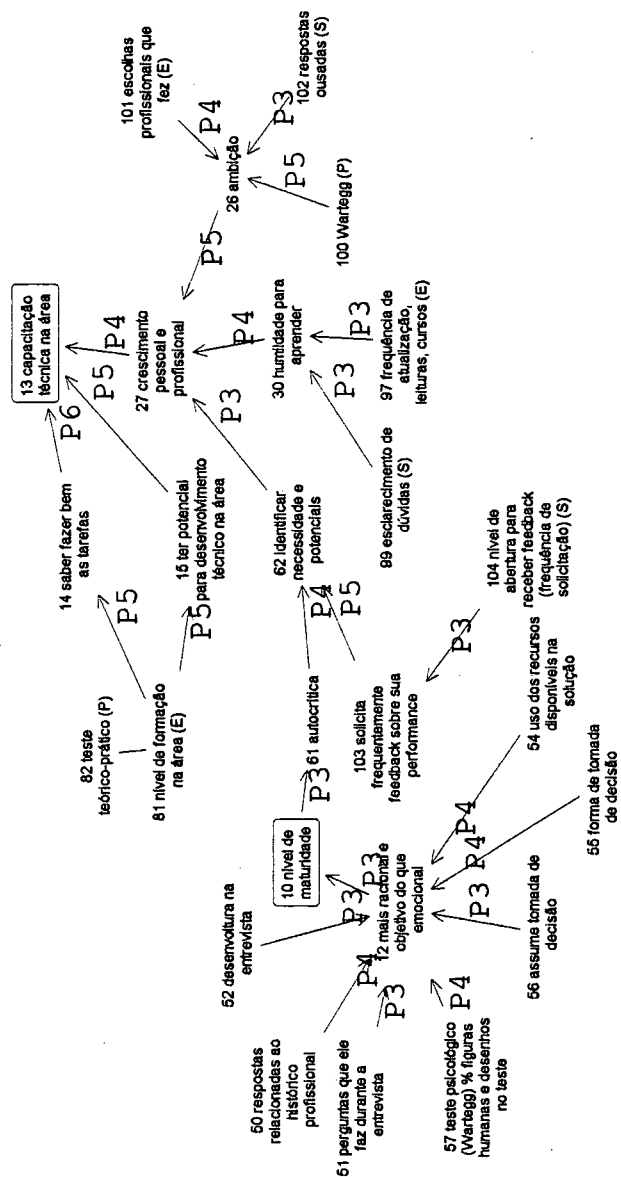 82 teste
teórico-prático (P)
81 nível de formação
na área (E)
P5
P5
14 saber fazer bem
as tarefas
15 ter potencial
para desenvolvimento
técnico na área
P6
P5
13 capacitação
técnica na área
P4
27 crescimento
pessoal e
profissional
P5
26 ambição
P4
101 escolhas
profissionais que
fez (E)
P3
102 respostas
ousadas (S)
P5
100 Wartegg (P)
P3
P4
30 humildade para
aprender
P3
P3
99 esclarecimento de
dúvidas (S)
97 frequência de
atualização,
leituras, cursos (E)
62 identificar
necessidade e
potenciais
P4
P5
61 autocrítica
103 solicita
frequentemente
feedback sobre sua
performance
P3
104 nível de
abertura para
receber feedback
(frequência de
solicitação) (S)
P3
10 nível de
maturidade
P3
12 mais racional e
objetivo do que
emocional
P3
52 desenvoltura na
entrevista
P4
50 respostas
relacionadas ao
histórico
profissional
P3
51 perguntas que ele
faz durante a
entrevista
P4
57 teste psicológico
(Wartegg) % figuras
humanas e desenhos
no teste
P3
56 assume tomada de
decisão
P4
55 forma de tomada
de decisão
P4
54 uso dos recursos
disponíveis na
solução